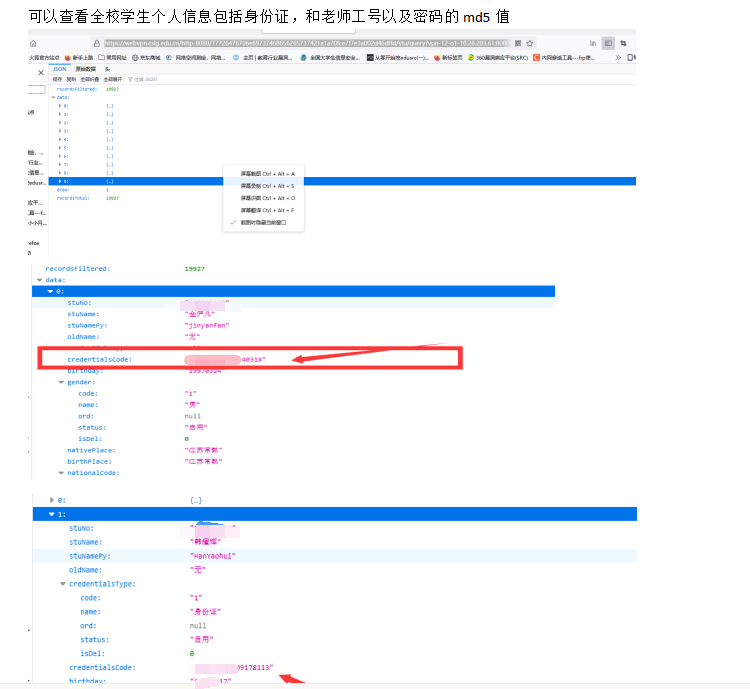 可以查看全校学生个人信息包括身份证，和老师工号以及密码的 md5 值
火狐官方站点 新手上路 常用网址 京东商城 网络空间测绘, 网络... 主页 | 教育行业漏洞... 全国大学生信息安全... 从零开始挖edusrc(一)... 新标签页 360漏洞响应平台(SRC) 内网穿透工具---frp使...
JSON 原始数据 头
保存 复制 全部折叠 全部展开 过滤 JSON
recordsFiltered: 19927
data:
0: {…}
1: {…}
2: {…}
3: {…}
4: {…}
5: {…}
6: {…}
7: {…}
8: {…}
9: {…}
draw: 1
recordsTotal: 19927
屏幕截图 Ctrl + Alt + A
屏幕录制 Ctrl + Alt + S
屏幕识图 Ctrl + Alt + O
屏幕翻译 Ctrl + Alt + F
截图时隐藏当前窗口
recordsFiltered: 19927
data:
0:
stuNo:
stuName:
stuNamePy: "jinyanfan"
oldName: "无"
credentialsCode: 4031X"
birthday: "19970324"
gender:
code: "1"
name: "男"
ord: null
status: "启用"
isDel: 0
nativePlace: "江苏常熟"
birthPlace: "江苏常熟"
nationalCode:
0: {…}
1:
stuNo:
stuName: "韩耀辉"
stuNamePy: "HanYaohui"
oldName: "无"
credentialsType:
code: "1"
name: "身份证"
ord: null
status: "启用"
isDel: 0
credentialsCode: 9178113"
birthday: 17"